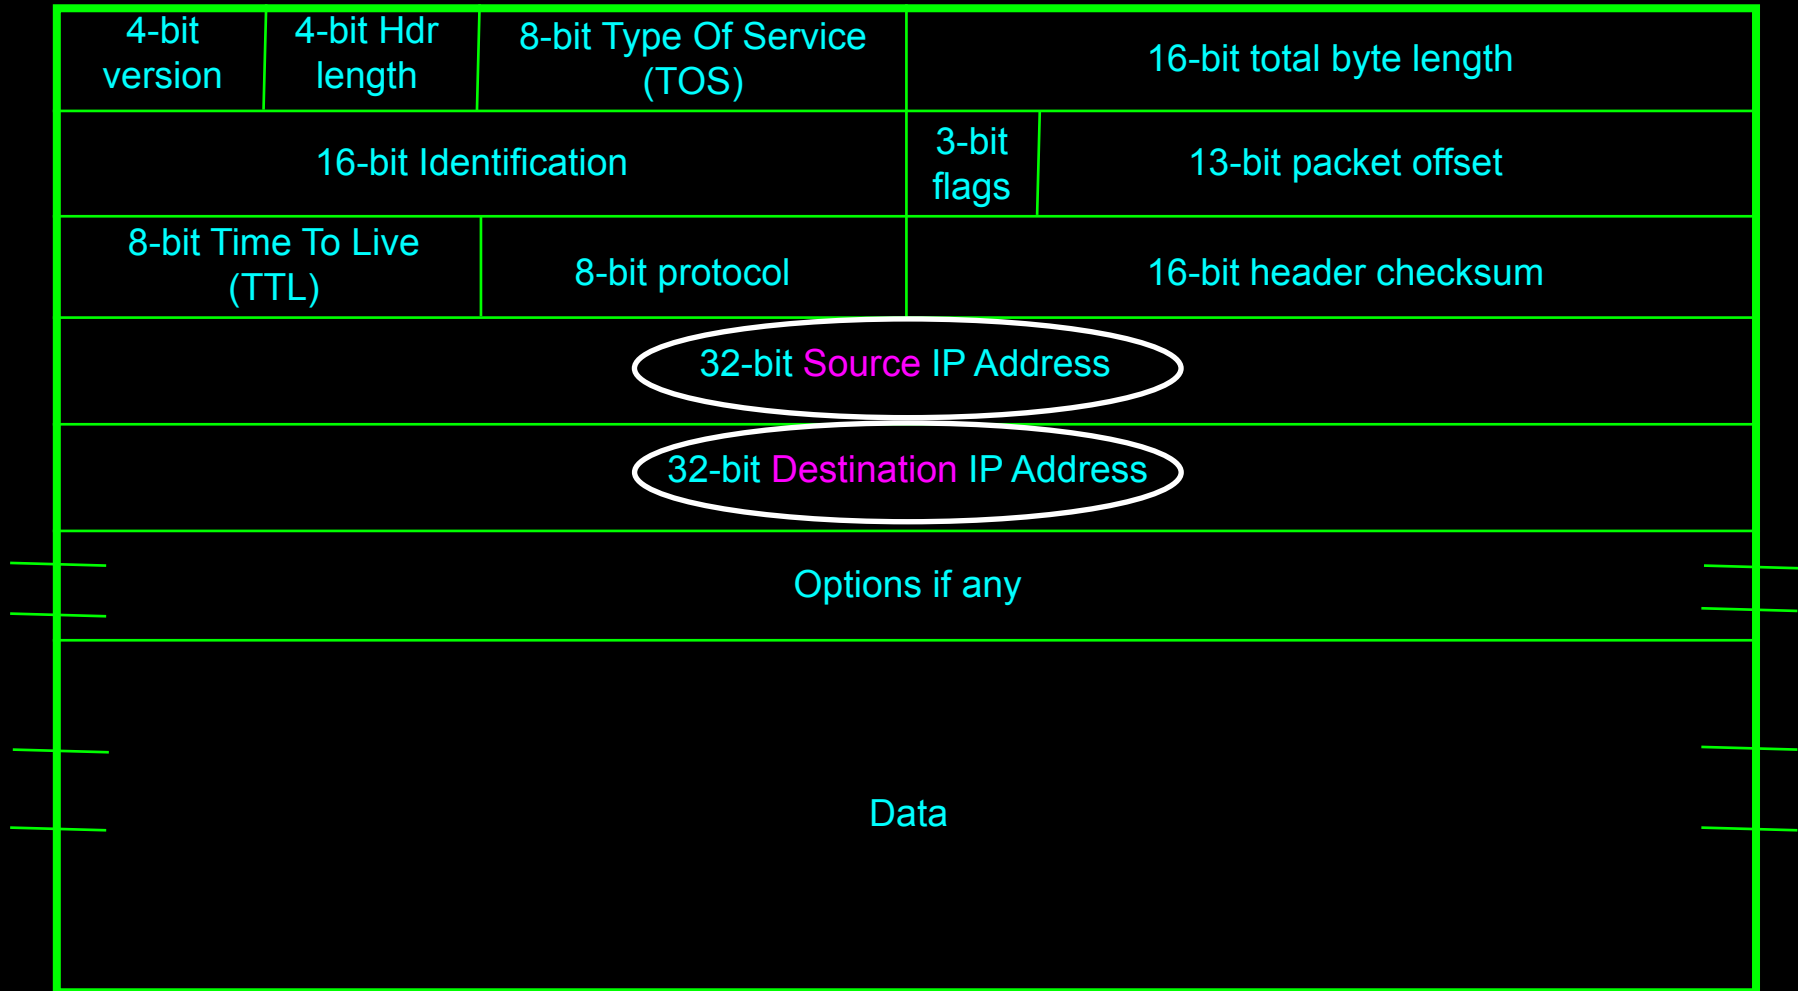 4-bit
version
4-bit Hdr
length
8-bit Type Of Service
(TOS)
16-bit total byte length
16-bit Identification
3-bit
flags
13-bit packet offset
8-bit Time To Live
(TTL)
8-bit protocol
16-bit header checksum
32-bit Source IP Address
32-bit Destination IP Address
Options if any
Data